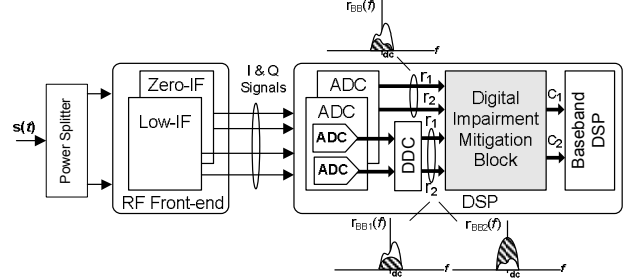 r_BB(f)
f
dc
s(t)
Power Splitter
Zero-IF
Low-IF
RF Front-end
I & Q
Signals
ADC
ADC
ADC
ADC
DDC
r1
r2
r1
r2
Digital
Impairment
Mitigation
Block
C1
C2
Baseband
DSP
DSP
r_BB1(f)
f
dc
r_BB2(f)
f
dc